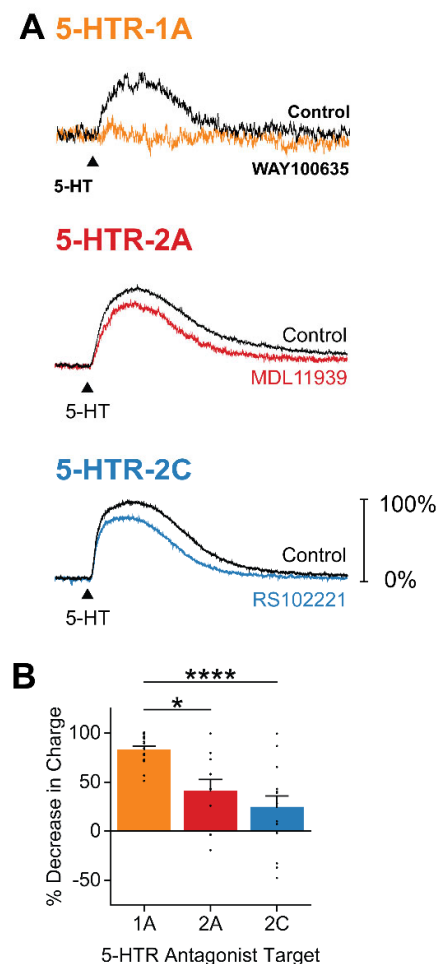 A 5-HTR-1A
Control
WAY100635
5-HT
5-HTR-2A
Control
MDL11939
5-HT
5-HTR-2C
100%
Control
0%
RS102221
5-HT
B
****
*
% Decrease in Charge
100
50
0
-50
1A 2A 2C
5-HTR Antagonist Target